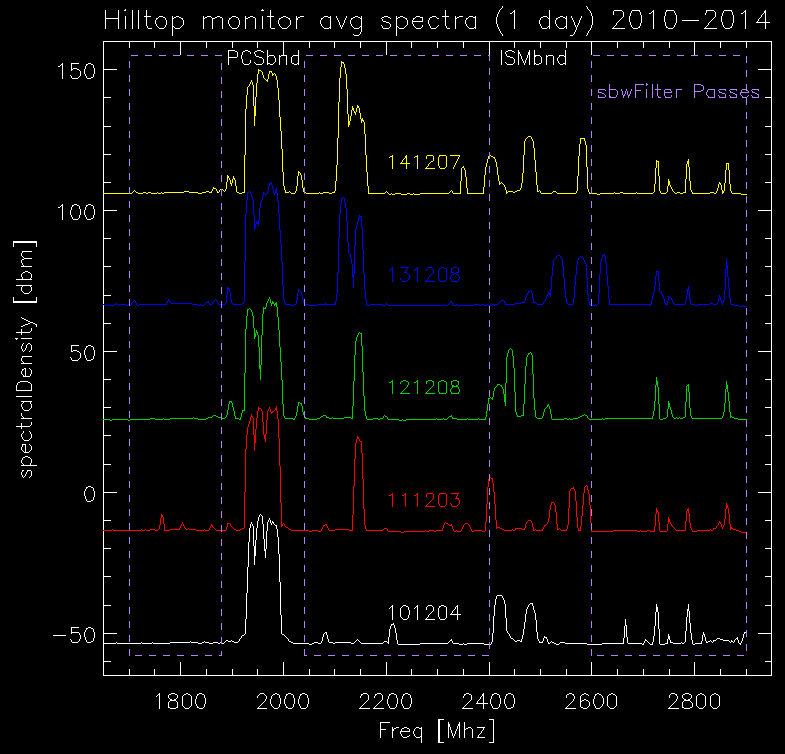 Hilltop monitor avg spectra (1 day) 2010-2014
PCSbnd
ISMbnd
sbwFilter Passes
150
100
50
0
-50
spectralDensity [dbm]
141207
131208
121208
111203
101204
1800
2000
2200
2400
2600
2800
Freq [Mhz]